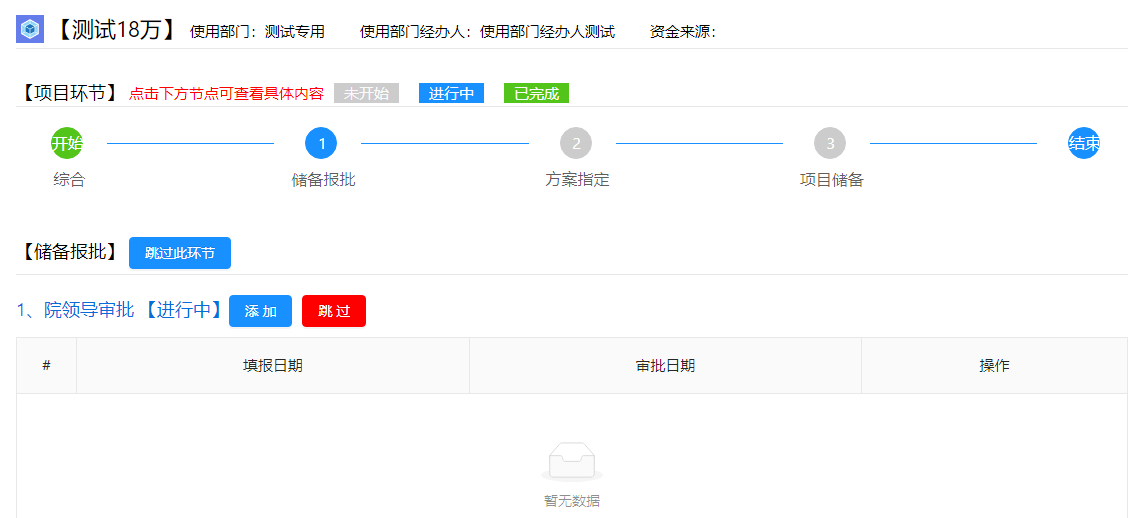 【测试18万】 使用部门：测试专用 使用部门经办人：使用部门经办人测试 资金来源：
【项目环节】 点击下方节点可查看具体内容 未开始 进行中 已完成
开始 1 2 3 结束
综合 储备报批 方案指定 项目储备
【储备报批】 跳过此环节
1、院领导审批 【进行中】 添 加 跳 过
# 填报日期 审批日期 操作
暂无数据